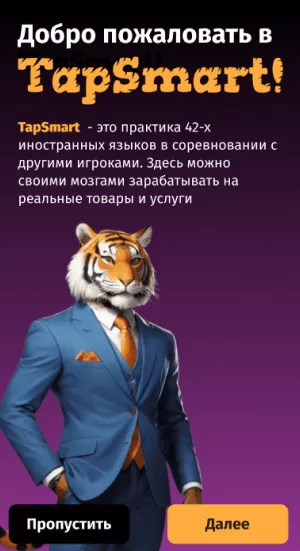 Добро пожаловать в
TapSmart!
TapSmart - это практика 42-х
иностранных языков в соревновании с
другими игроками. Здесь можно
своими мозгами зарабатывать на
реальные товары и услуги
Пропустить
Далее